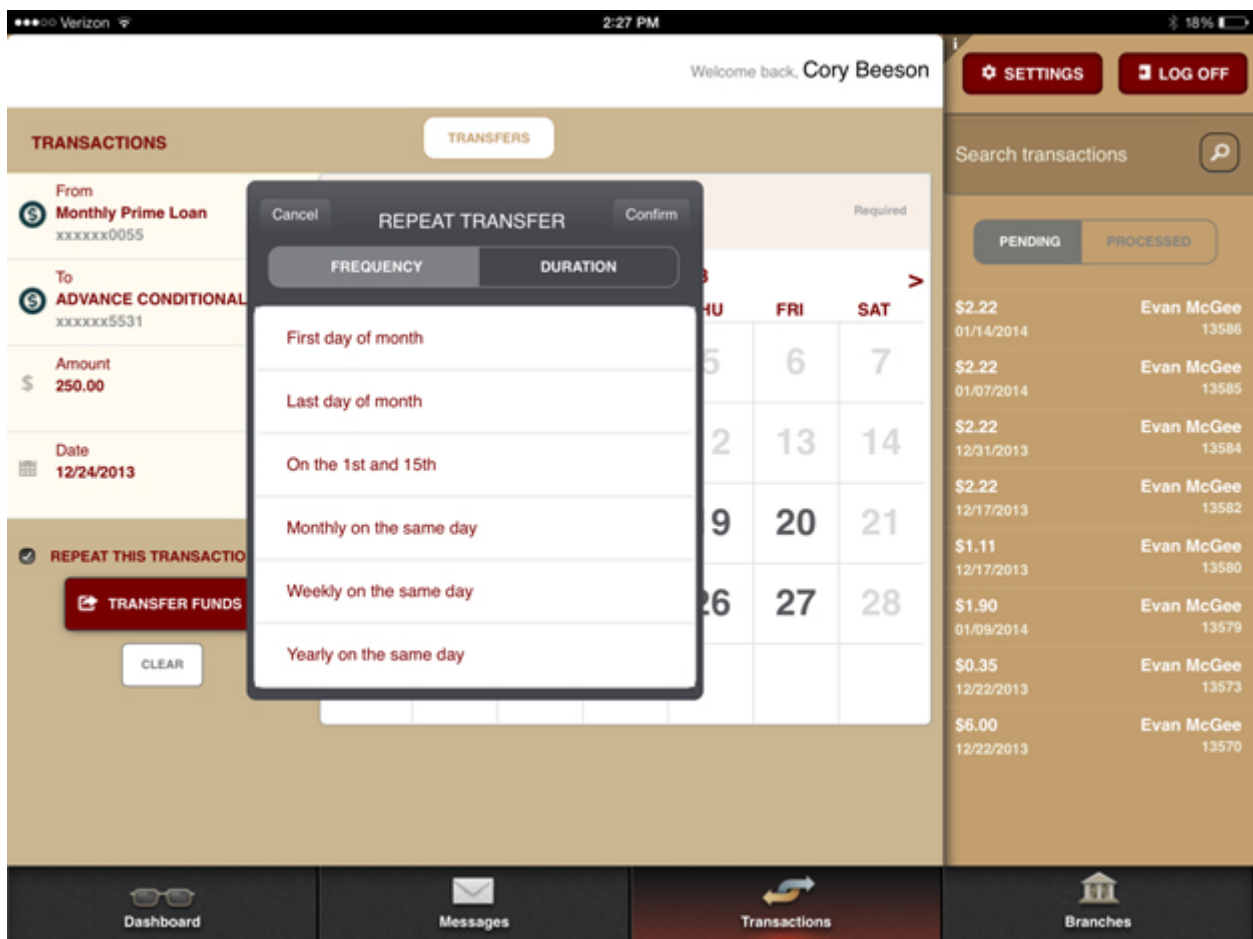 Verizon 2:27 PM 18%
Welcome back, Cory Beeson
SETTINGS
LOG OFF
TRANSACTIONS
TRANSFERS
Search transactions
From
Monthly Prime Loan
xxxxxx0055
To
ADVANCE CONDITIONAL
xxxxxx5531
Amount
$ 250.00
Date
12/24/2013
REPEAT THIS TRANSACTIO
TRANSFER FUNDS
CLEAR
Cancel
REPEAT TRANSFER
Confirm
FREQUENCY
DURATION
First day of month
Last day of month
On the 1st and 15th
Monthly on the same day
Weekly on the same day
Yearly on the same day
Required
>
HU FRI SAT
5 6 7
2 13 14
9 20 21
26 27 28
PENDING
PROCESSED
$2.22 Evan McGee
01/14/2014 13586
$2.22 Evan McGee
01/07/2014 13585
$2.22 Evan McGee
12/31/2013 13584
$2.22 Evan McGee
12/17/2013 13582
$1.11 Evan McGee
12/17/2013 13580
$1.90 Evan McGee
01/09/2014 13579
$0.35 Evan McGee
12/22/2013 13573
$6.00 Evan McGee
12/22/2013 13570
Dashboard
Messages
Transactions
Branches